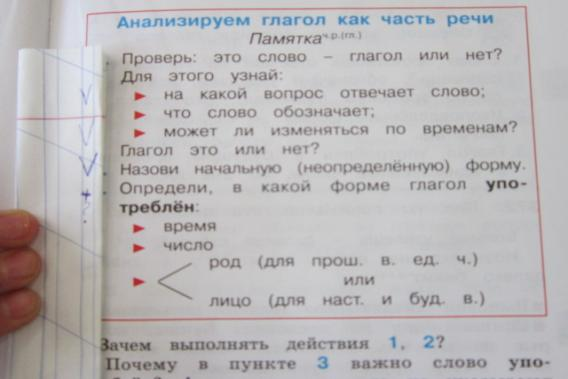 Анализируем глагол как часть речи
Памятка ч.р.(гл.)
Проверь: это слово – глагол или нет?
Для этого узнай:
на какой вопрос отвечает слово;
что слово обозначает;
может ли изменяться по временам?
Глагол это или нет?
Назови начальную (неопределённую) форму.
Определи, в какой форме глагол упо-
треблён:
время
число
род (для прош. в. ед. ч.)
или
лицо (для наст. и буд. в.)
Зачем выполнять действия 1, 2?
Почему в пункте 3 важно слово упо-